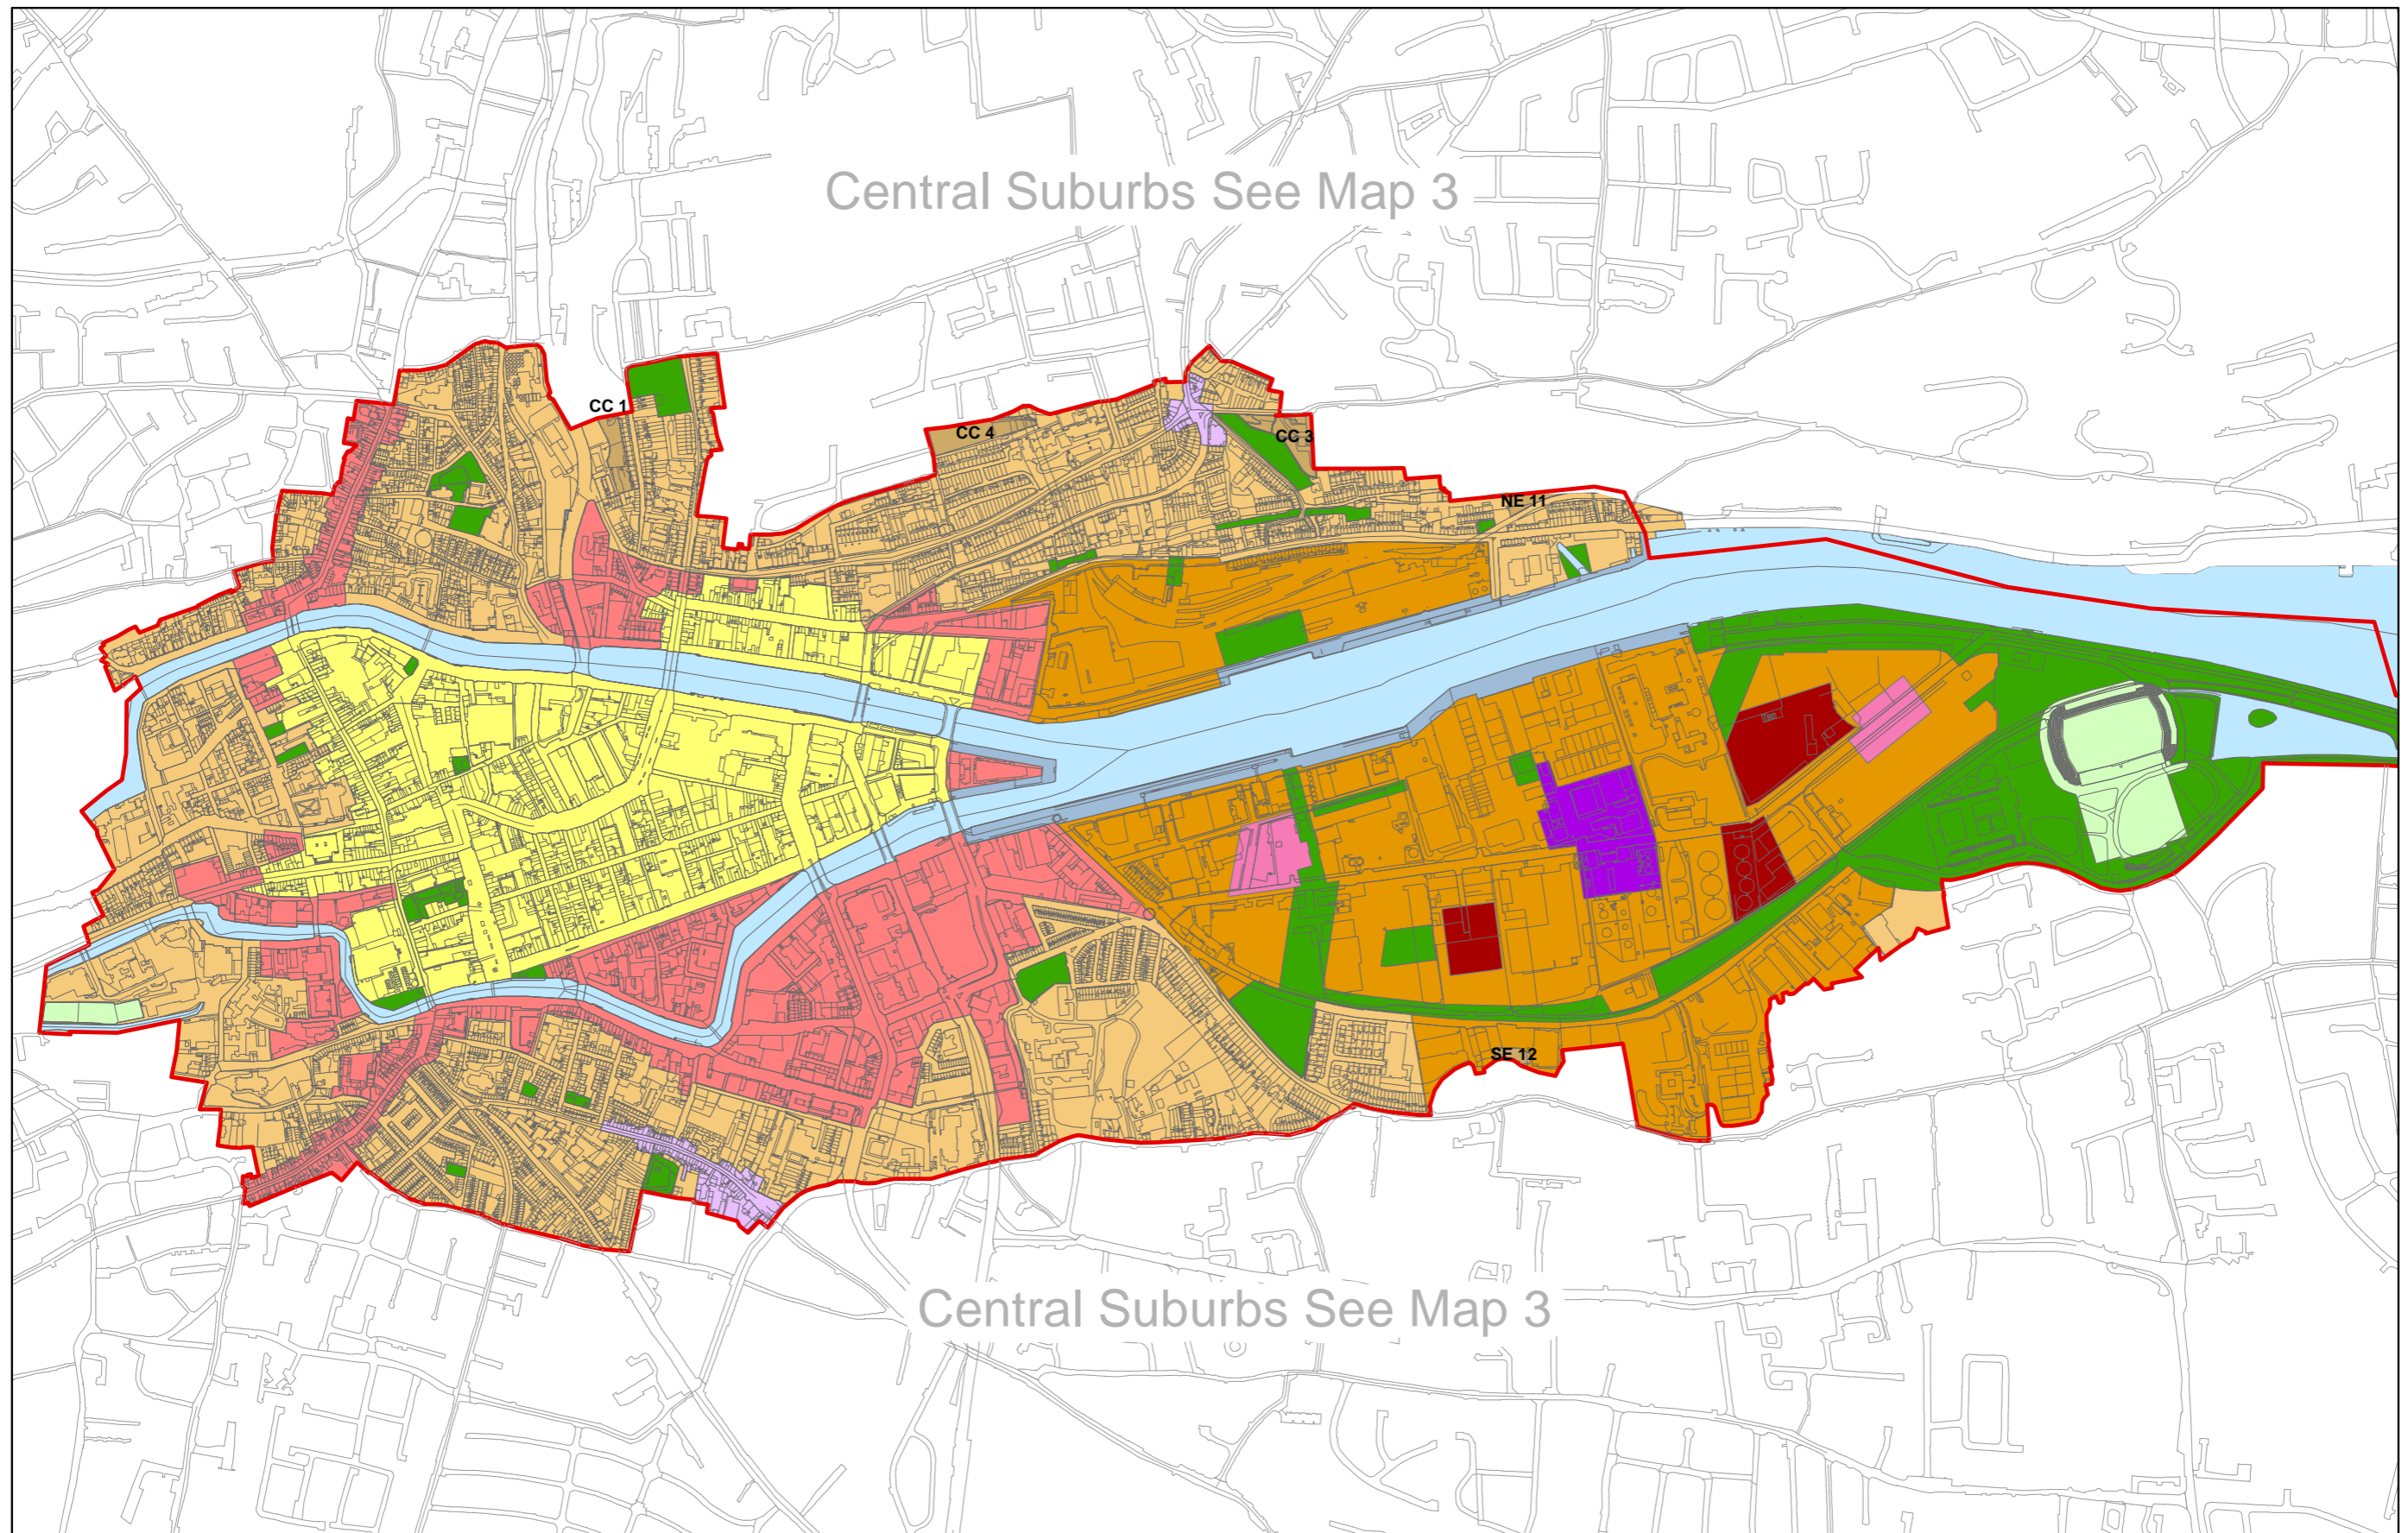 Central Suburbs See Map 3
CC 1
CC 4
CC 3
NE 11
SE 12
Central Suburbs See Map 3